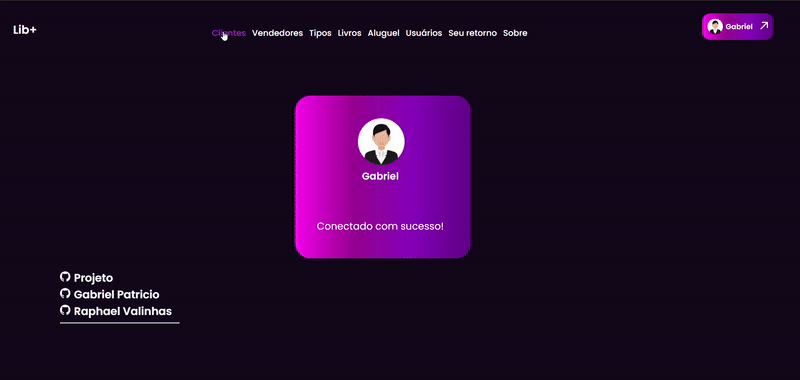 Lib+
Clientes Vendedores Tipos Livros Aluguel Usuários Seu retorno Sobre
Gabriel
Gabriel
Conectado com sucesso!
Projeto
Gabriel Patricio
Raphael Valinhas